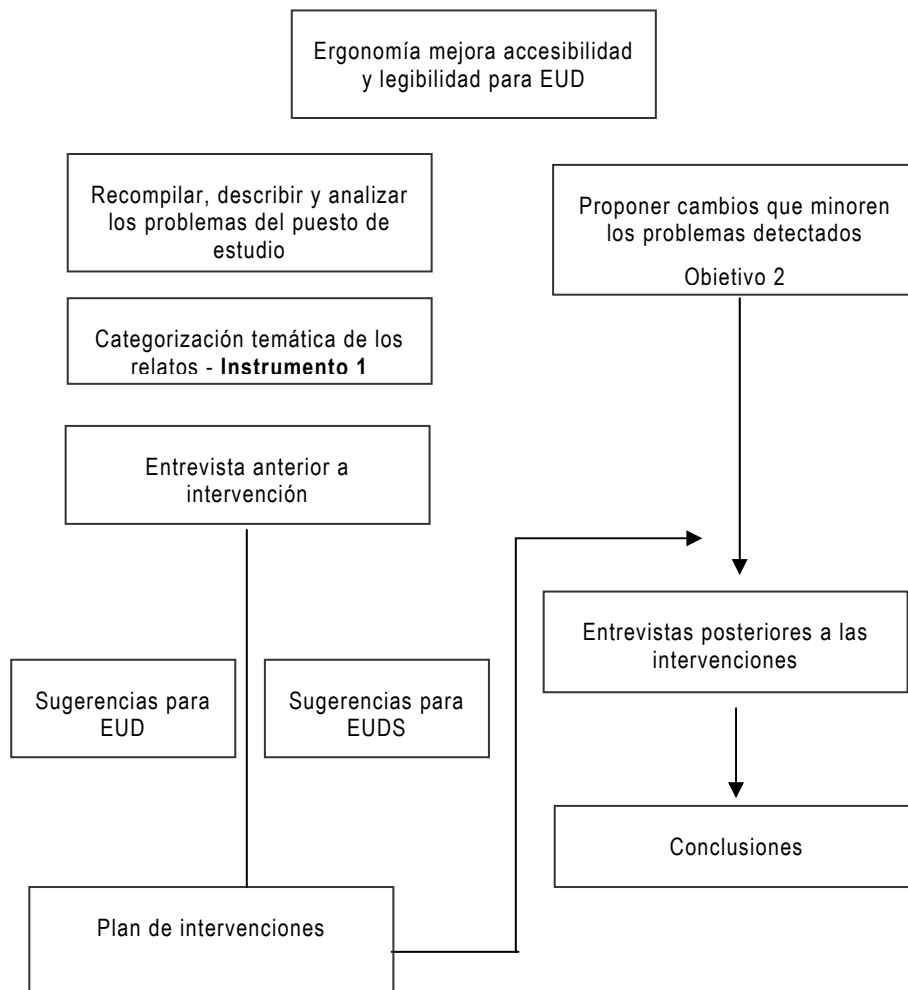 Ergonomía mejora accesibilidad
y legibilidad para EUD
Recompilar, describir y analizar
los problemas del puesto de
estudio
Proponer cambios que minoren
los problemas detectados
Obietivo 2
Categorización temática de los
relatos - Instrumento 1
Entrevista anterior a
intervención
Entrevistas posteriores a las
intervenciones
Sugerencias para
EUD
Sugerencias para
EUDS
Conclusiones
Plan de intervenciones